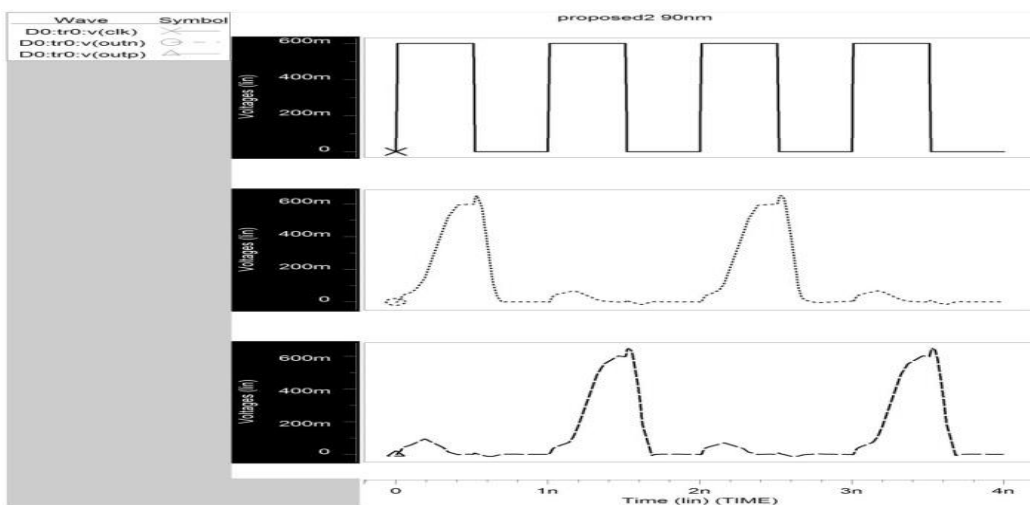 Wave Symbol
D0:tr0:v(clk)
D0:tr0:v(outn)
D0:tr0:v(outp)
proposed2 90nm
Voltages (lin)
600m
400m
200m
0
Voltages (lin)
600m
400m
200m
0
Voltages (lin)
600m
400m
200m
0
0 1n 2n 3n 4n
Time (lin) (TIME)